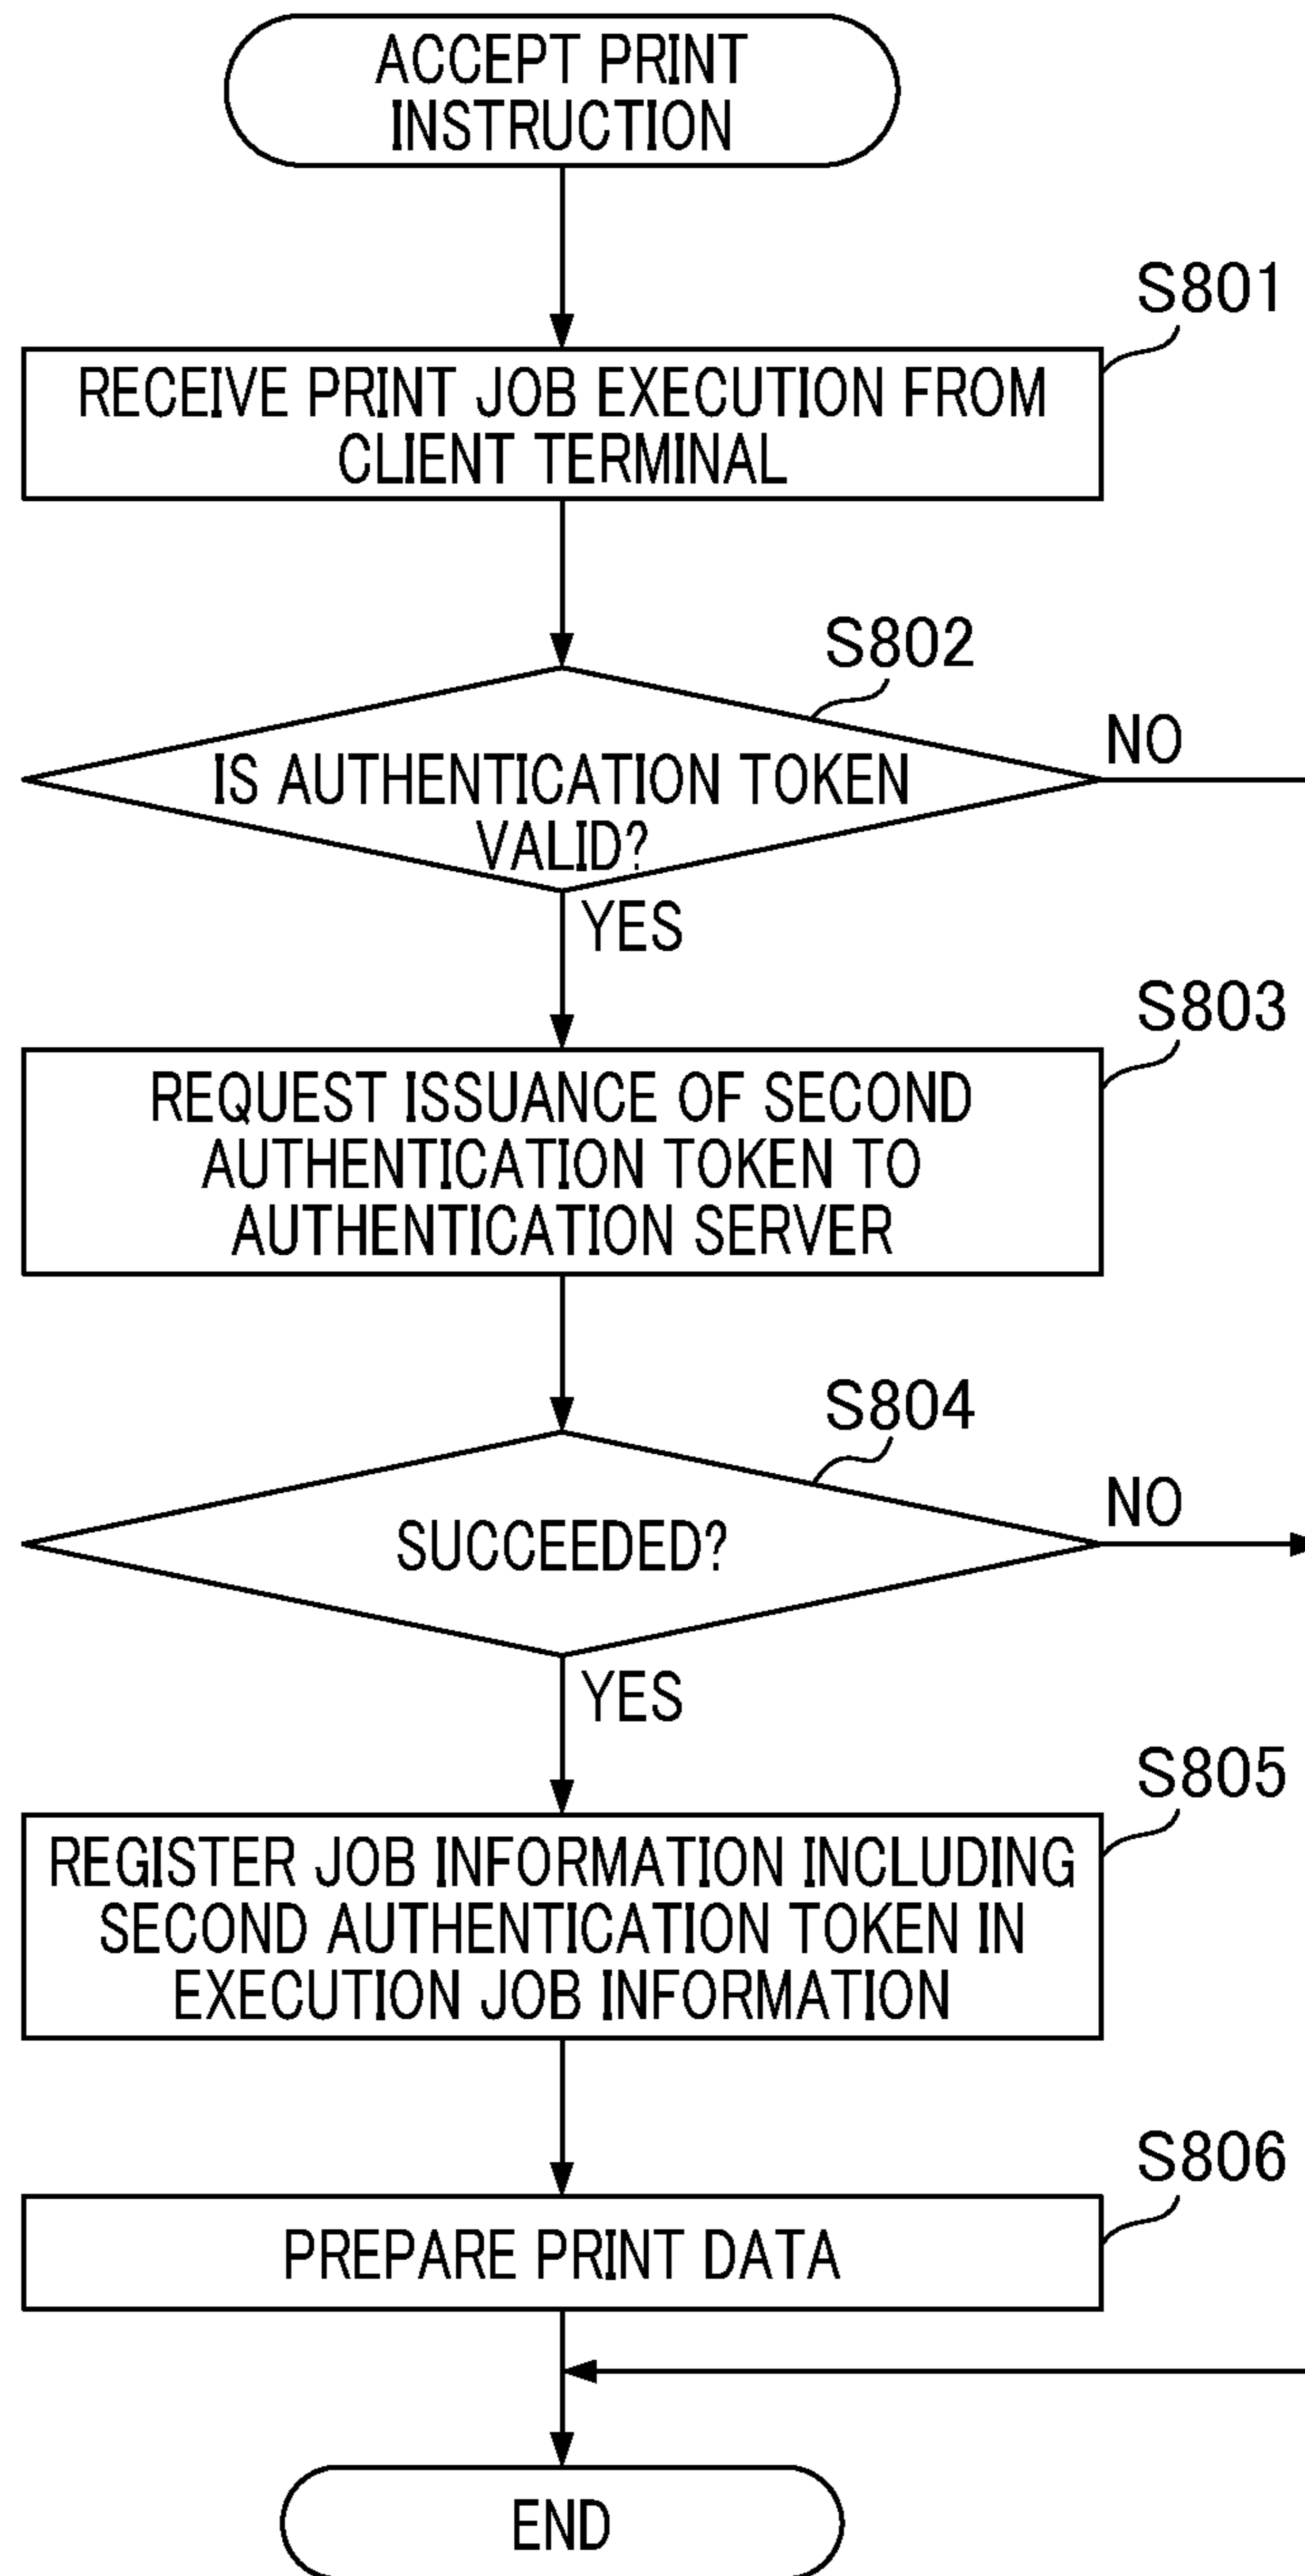 ACCEPT PRINT
INSTRUCTION
S801
RECEIVE PRINT JOB EXECUTION FROM
CLIENT TERMINAL
S802
IS AUTHENTICATION TOKEN
VALID?
NO
YES
S803
REQUEST ISSUANCE OF SECOND
AUTHENTICATION TOKEN TO
AUTHENTICATION SERVER
S804
SUCCEEDED?
NO
YES
S805
REGISTER JOB INFORMATION INCLUDING
SECOND AUTHENTICATION TOKEN IN
EXECUTION JOB INFORMATION
S806
PREPARE PRINT DATA
END